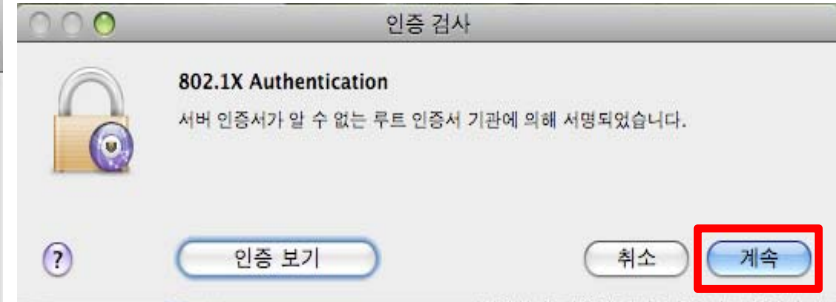 인증 검사
802.1X Authentication
서버 인증서가 알 수 없는 루트 인증서 기관에 의해 서명되었습니다.
?
인증 보기
취소
계속